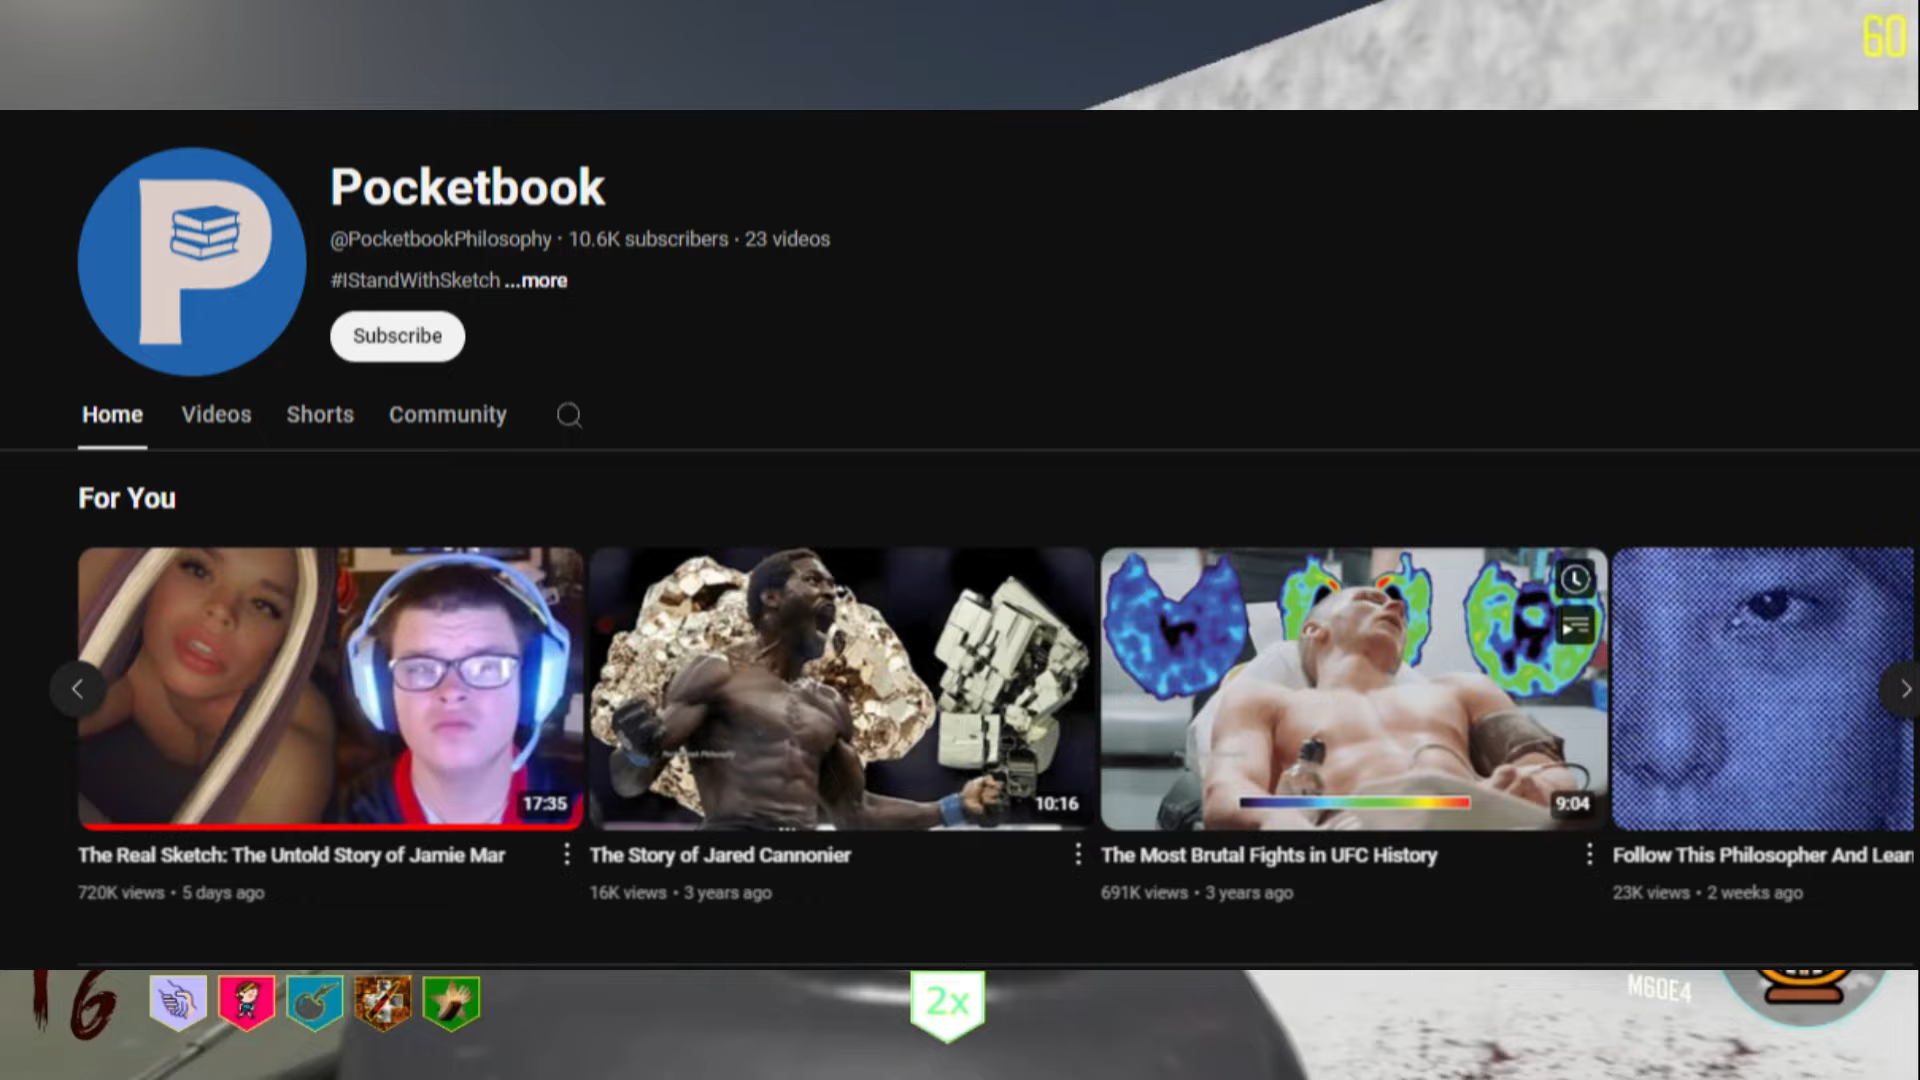 60
Pocketbook
@PocketbookPhilosophy · 10.6K subscribers · 23 videos
#IStandWithSketch ...more
Subscribe
Home Videos Shorts Community
For You
17:35
10:16
9:04
The Real Sketch: The Untold Story of Jamie Mar
The Story of Jared Cannonier
The Most Brutal Fights in UFC History
Follow This Philosopher And Lear
720K views • 5 days ago
16K views • 3 years ago
691K views • 3 years ago
23K views • 2 weeks ago
16
2x
M60E4